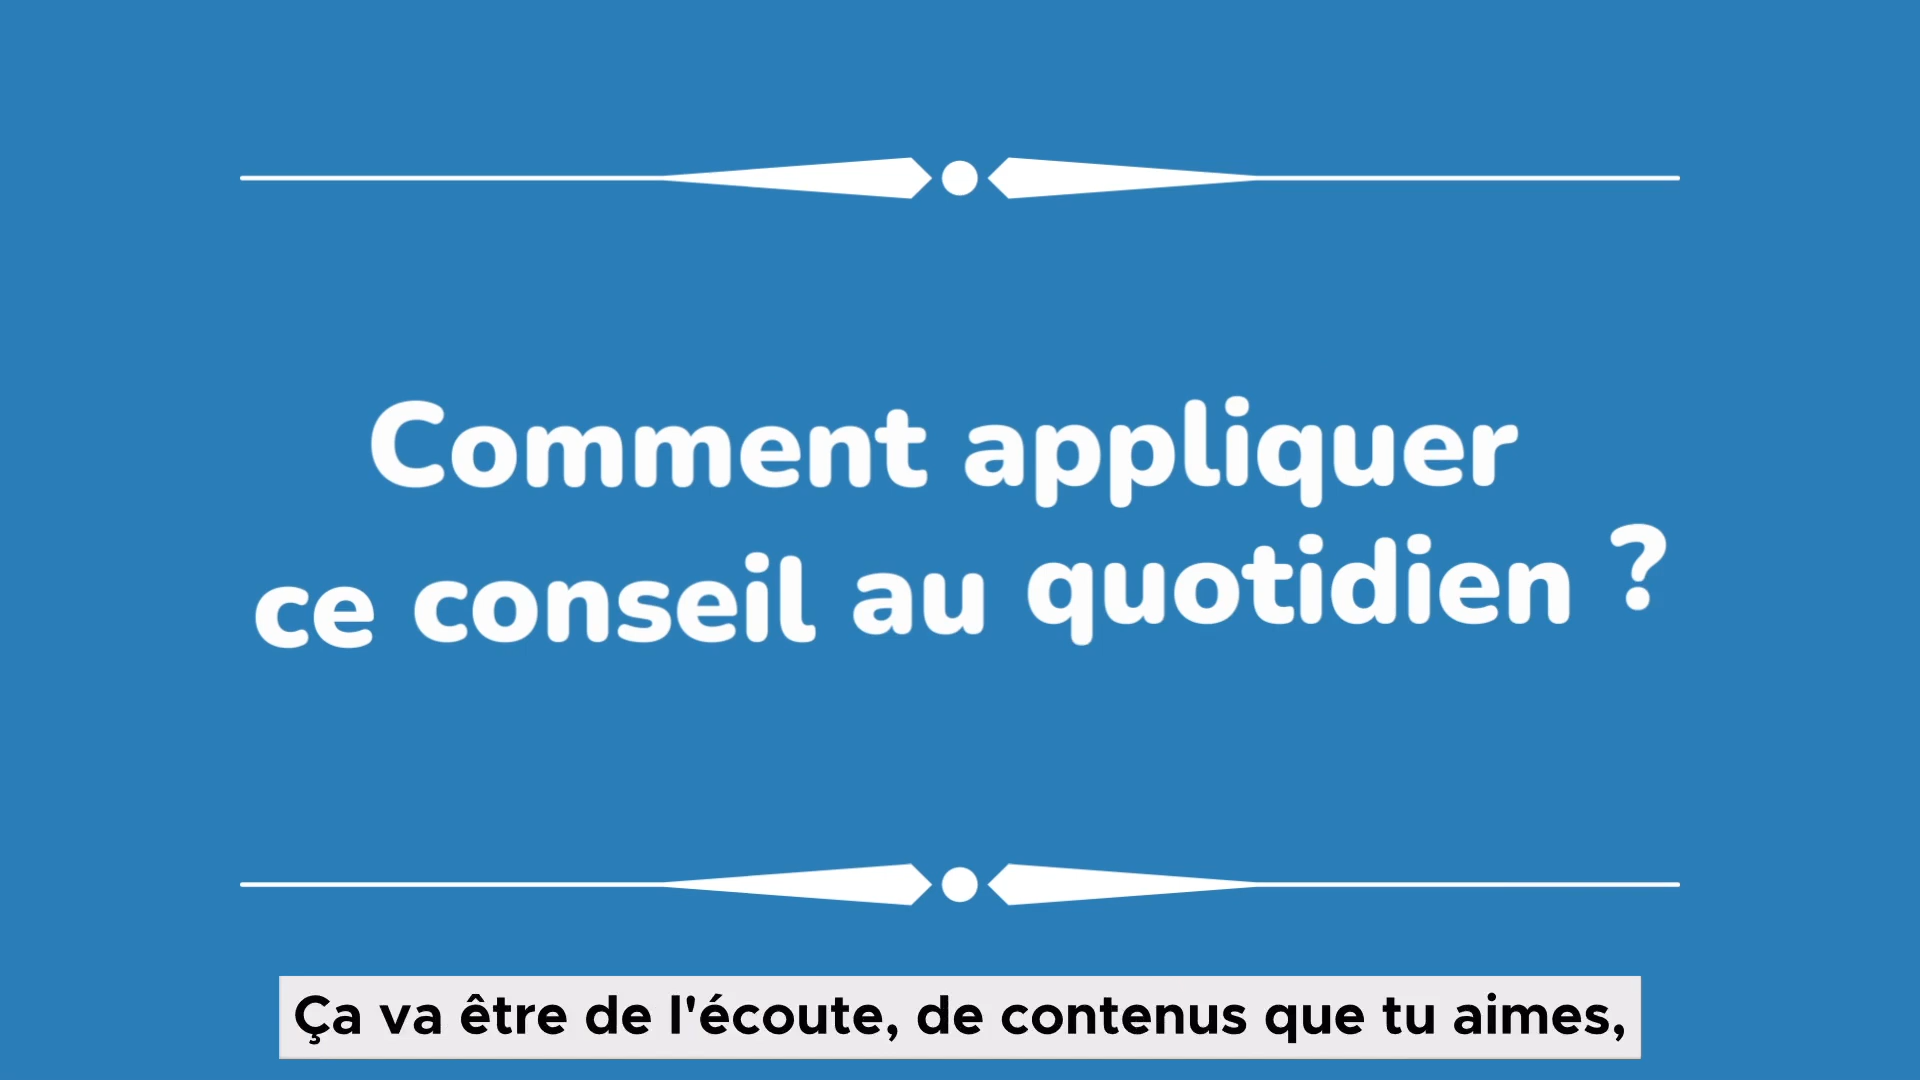 Comment appliquer
ce conseil au quotidien ?
Ça va être de l'écoute, de contenus que tu aimes,